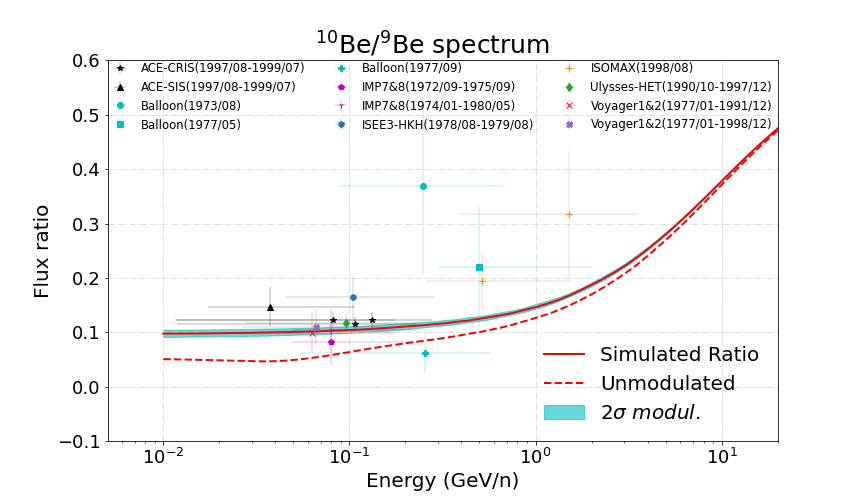 ¹⁰Be/⁹Be spectrum
ACE-CRIS(1997/08-1999/07)
ACE-SIS(1997/08-1999/07)
Balloon(1973/08)
Balloon(1977/05)
Balloon(1977/09)
IMP7&8(1972/09-1975/09)
IMP7&8(1974/01-1980/05)
ISEE3-HKH(1978/08-1979/08)
ISOMAX(1998/08)
Ulysses-HET(1990/10-1997/12)
Voyager1&2(1977/01-1991/12)
Voyager1&2(1977/01-1998/12)
Flux ratio
0.6
0.5
0.4
0.3
0.2
0.1
0.0
−0.1
Simulated Ratio
Unmodulated
2σ modul.
10⁻² 10⁻¹ 10⁰ 10¹
Energy (GeV/n)